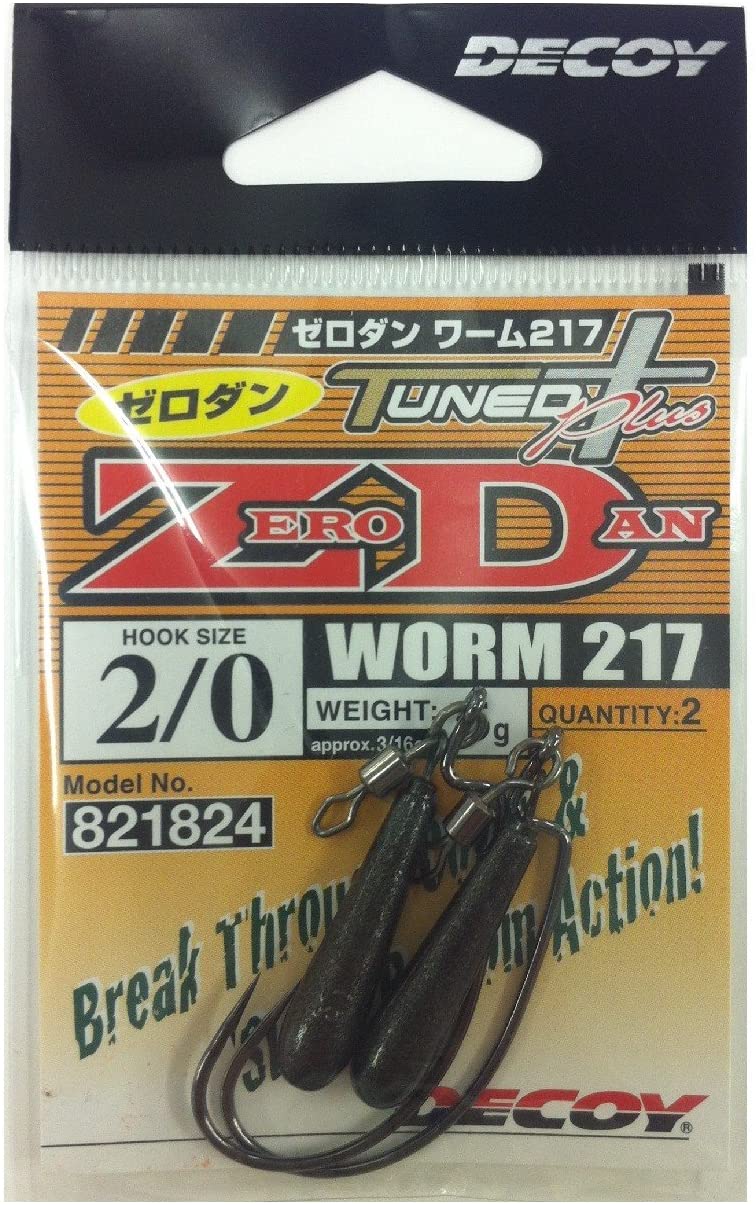 DECOY
ゼロダン ワーム217
ゼロダン
TUNED Plus
ZERO DAN
HOOK SIZE
2/0
WORM 217
WEIGHT: g
approx.3/16
QUANTITY:2
Model No.
821824
Break &
Action!
DECOY®